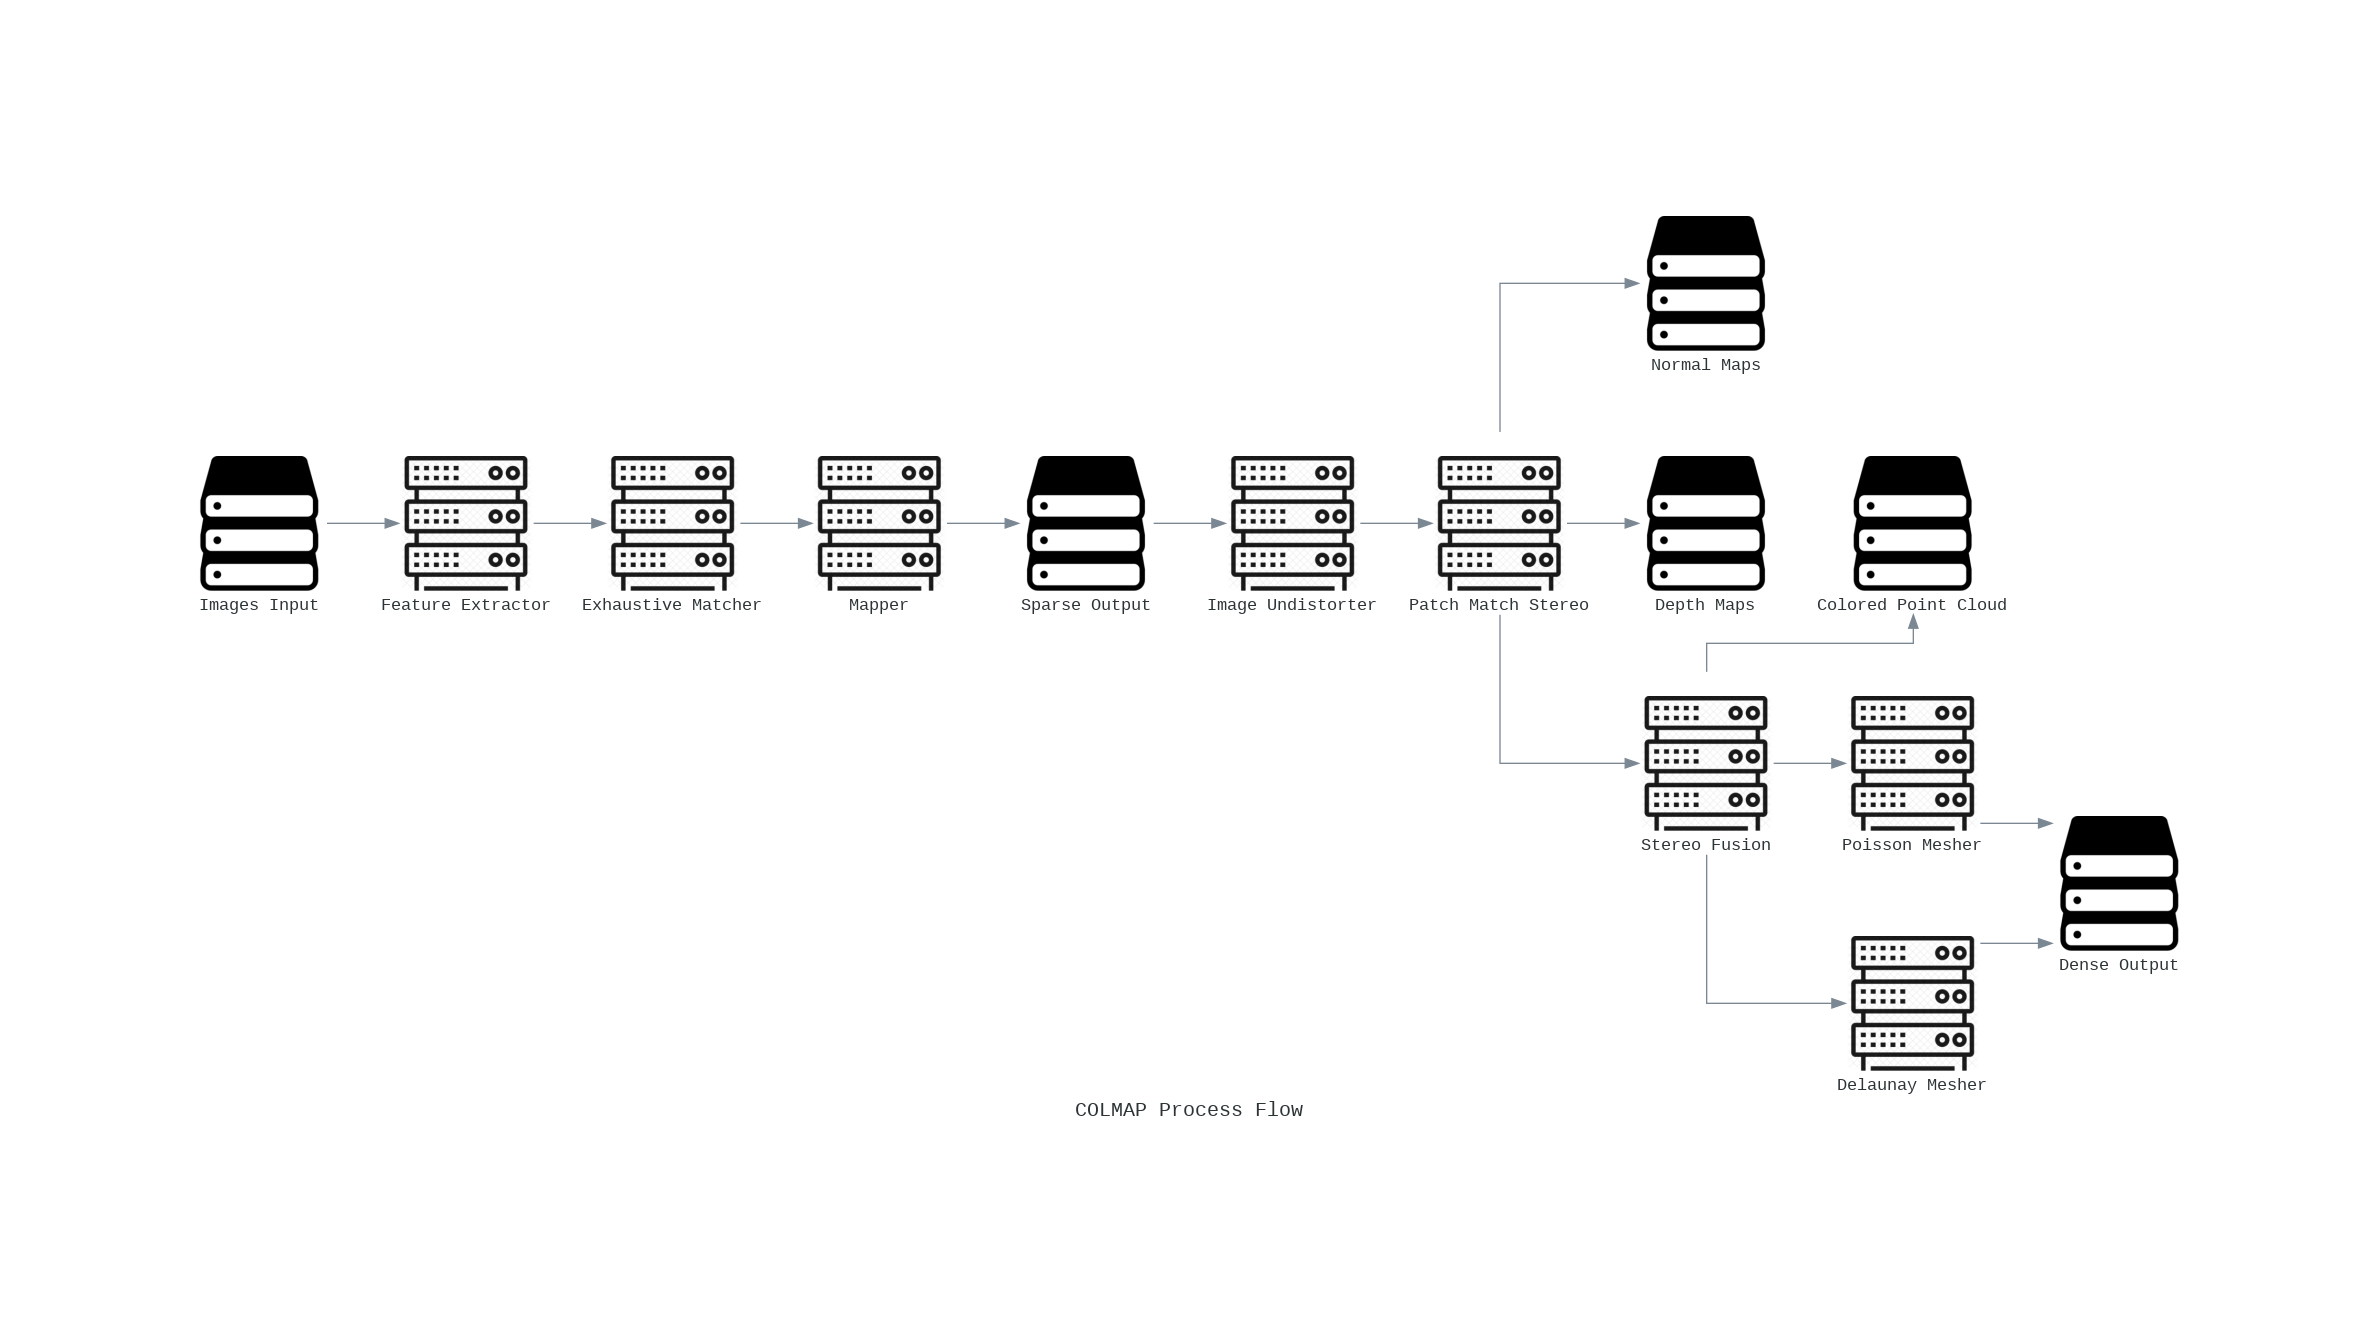 Normal Maps
Images Input
Feature Extractor
Exhaustive Matcher
Mapper
Sparse Output
Image Undistorter
Patch Match Stereo
Depth Maps
Colored Point Cloud
Stereo Fusion
Poisson Mesher
Dense Output
Delaunay Mesher
COLMAP Process Flow